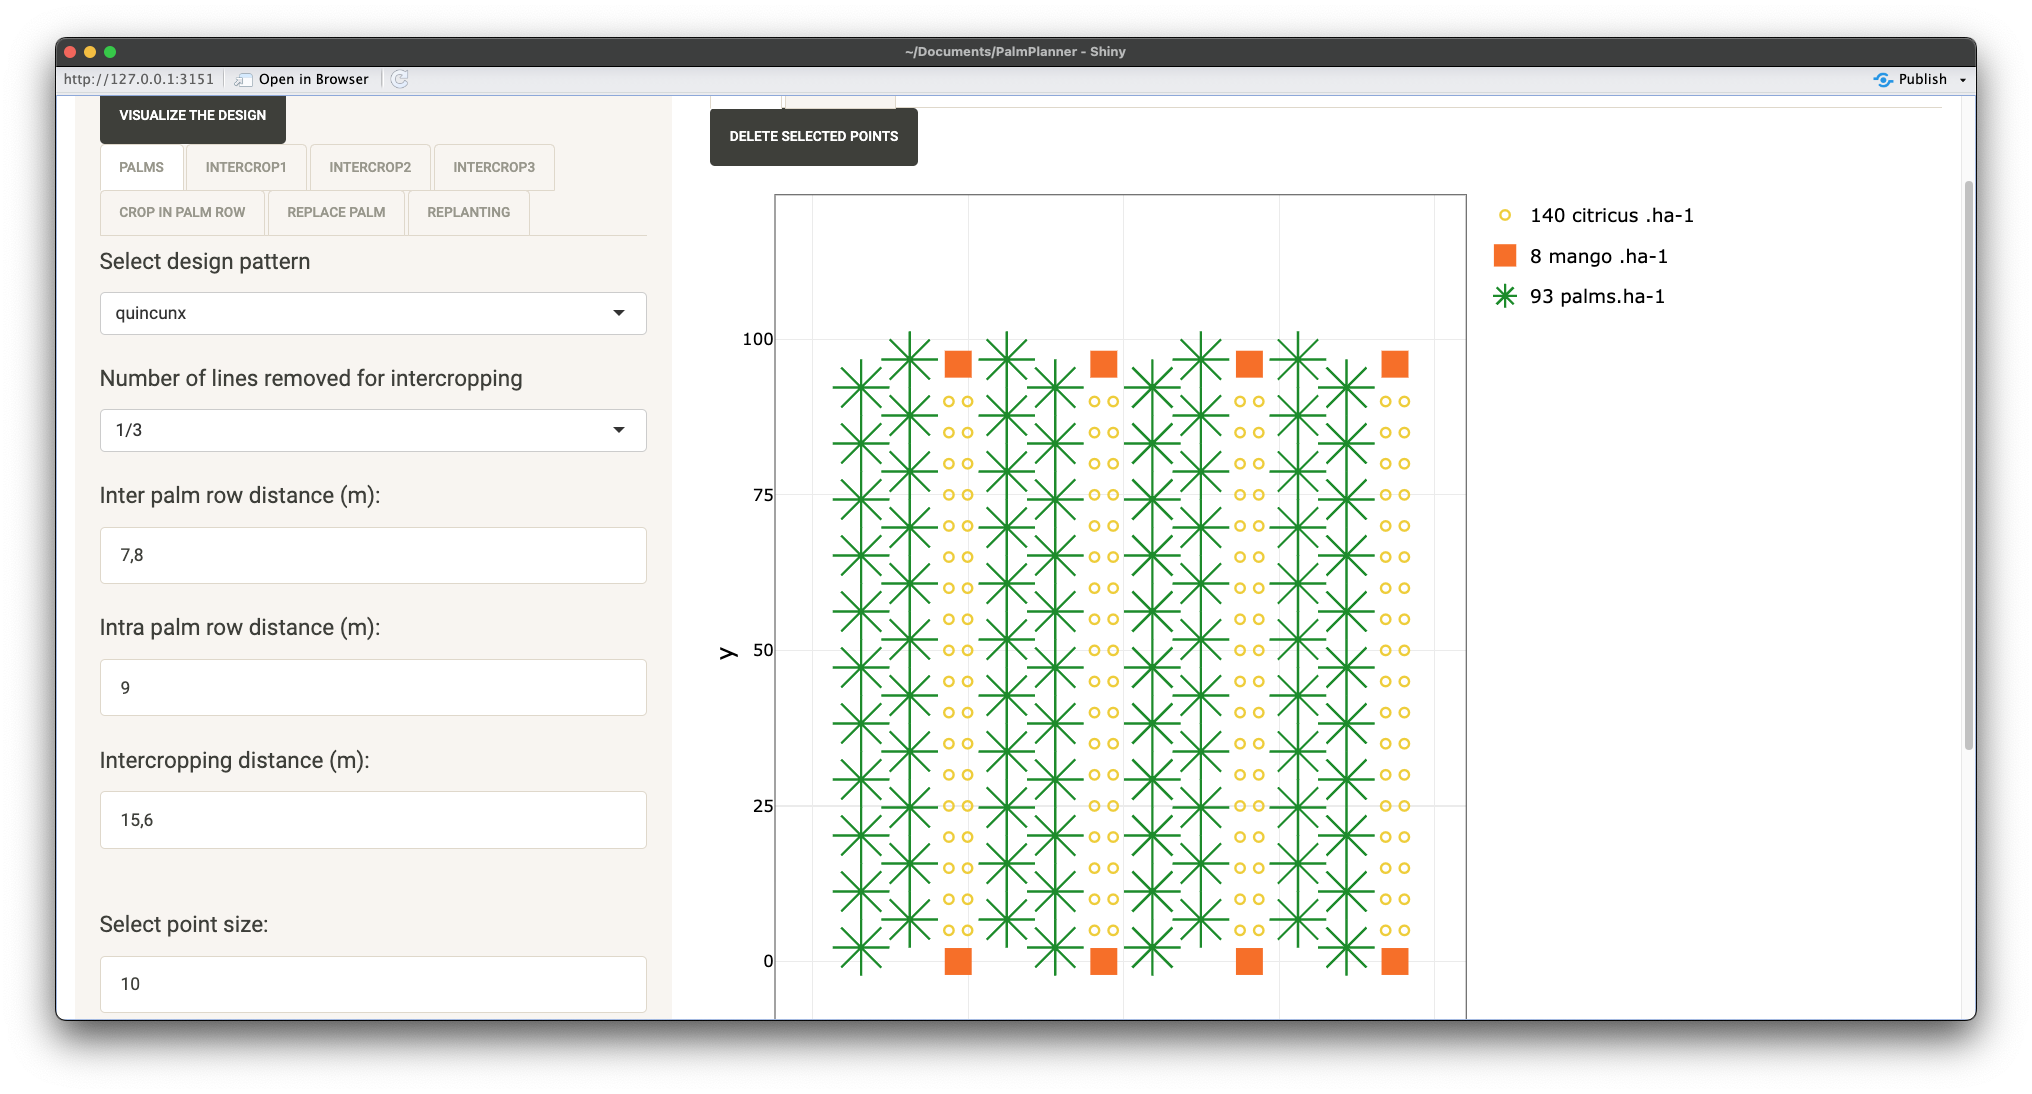 ~/Documents/PalmPlanner - Shiny
http://127.0.0.1:3151 Open in Browser Publish
VISUALIZE THE DESIGN
PALMS INTERCROP1 INTERCROP2 INTERCROP3
CROP IN PALM ROW REPLACE PALM REPLANTING
Select design pattern
quincunx
Number of lines removed for intercropping
1/3
Inter palm row distance (m):
7,8
Intra palm row distance (m):
9
Intercropping distance (m):
15,6
Select point size:
10
DELETE SELECTED POINTS
140 citricus .ha-1
8 mango .ha-1
93 palms.ha-1
100
75
50
25
0
y